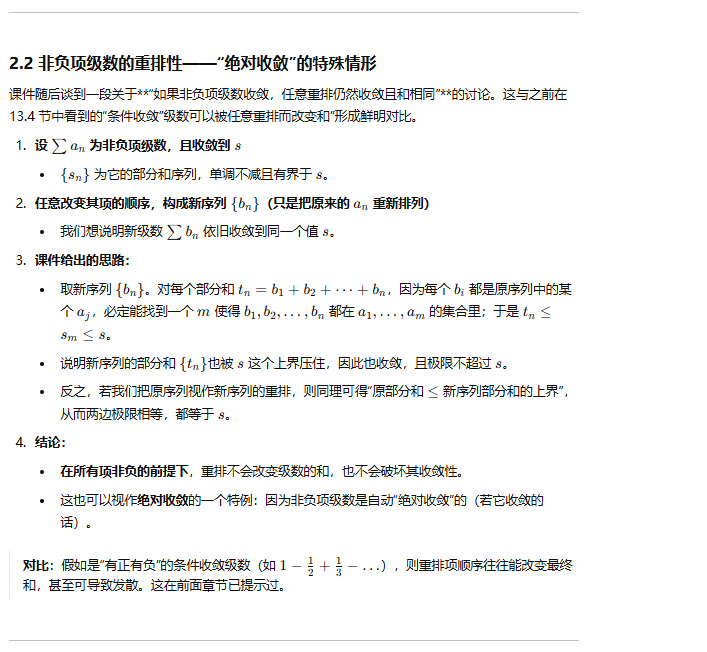 2.2 非负项级数的重排性——“绝对收敛”的特殊情形
课件随后谈到一段关于**“如果非负项级数收敛，任意重排仍然收敛且和相同”**的讨论。这与之前在
13.4 节中看到的“条件收敛”级数可以被任意重排而改变和”形成鲜明对比。
1. 设 ∑ aₙ 为非负项级数，且收敛到 s
• {sₙ} 为它的部分和序列，单调不减且有界于 s。
2. 任意改变其项的顺序，构成新序列 {bₙ}（只是把原来的 aₙ 重新排列）
• 我们想说明新级数 ∑ bₙ 依旧收敛到同一个值 s。
3. 课件给出的思路：
• 取新序列 {bₙ}。对每个部分和 tₙ = b₁ + b₂ + ⋯ + bₙ，因为每个 bᵢ 都是原序列中的某
个 aⱼ，必定能找到一个 m 使得 b₁, b₂, . . . , bₙ 都在 a₁, . . . , aₘ 的集合里；于是 tₙ ≤
sₘ ≤ s。
• 说明新序列的部分和 {tₙ}也被 s 这个上界压住，因此也收敛，且极限不超过 s。
• 反之，若我们把原序列视作新序列的重排，则同理可得“原部分和 ≤ 新序列部分和的上界”，
从而两边极限相等，都等于 s。
4. 结论：
• 在所有项非负的前提下，重排不会改变级数的和，也不会破坏其收敛性。
• 这也可以视作绝对收敛的一个特例：因为非负项级数是自动“绝对收敛”的（若它收敛的
话）。
对比：假如是“有正有负”的条件收敛级数（如 1 − 1/2 + 1/3 − . . .），则重排项顺序往往能改变最终
和，甚至可导致发散。这在前面章节已提示过。